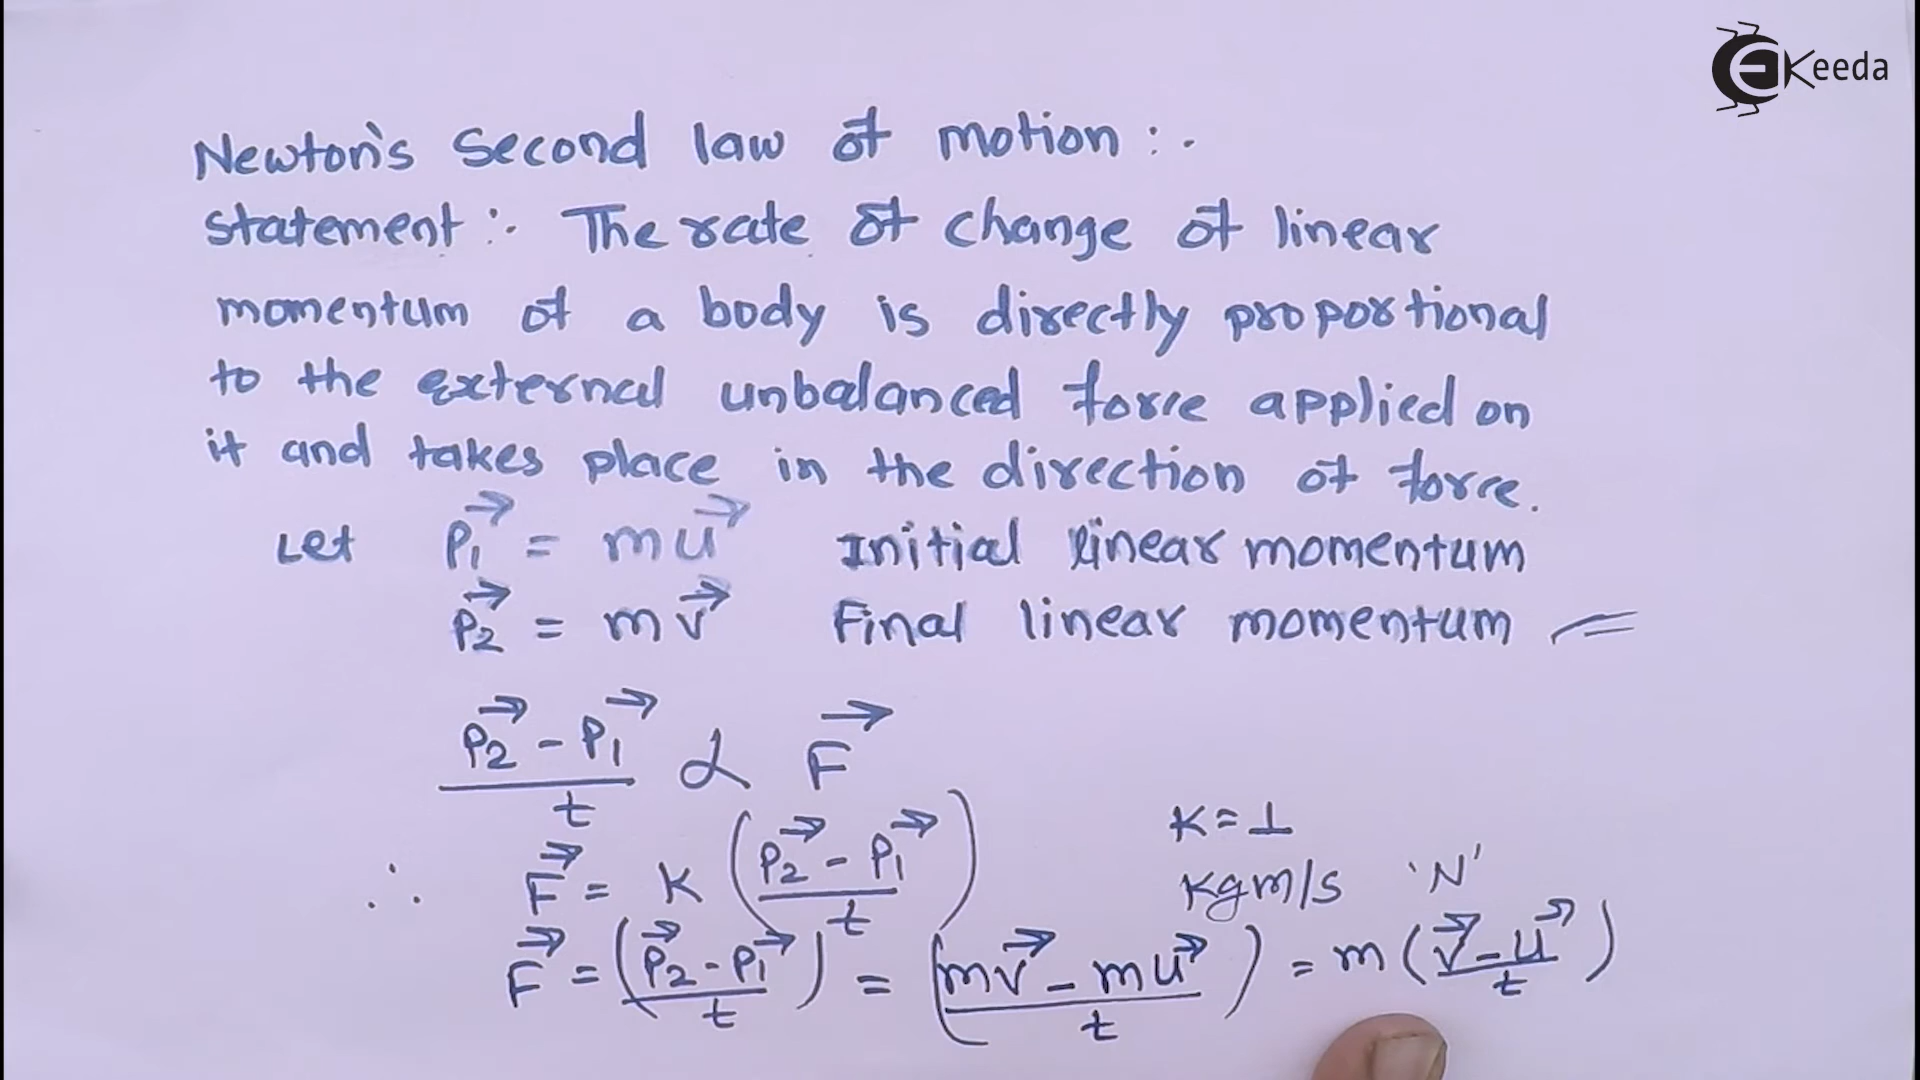 EKeeda
Newton's Second law of motion :-
Statement :- The rate of change of linear
momentum of a body is directly proportional
to the external unbalanced force applied on
it and takes place in the direction of force.
Let P₁⃗ = mu⃗ Initial linear momentum
P₂⃗ = mv⃗ Final linear momentum
(P₂⃗ - P₁⃗)/t α F⃗
∴ F⃗ = K (P₂⃗ - P₁⃗ / t) K = 1
Kgm/s 'N'
F⃗ = (P₂⃗ - P₁⃗ / t) = (mv⃗ - mu⃗ / t) = m (v⃗ - u⃗ / t)